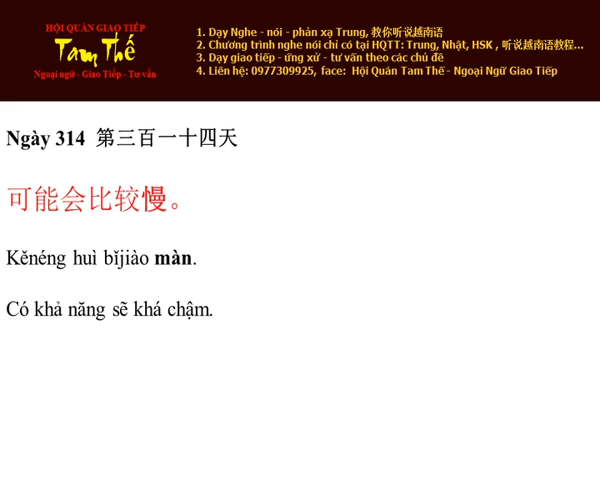 HỘI QUÁN GIAO TIẾP
Tam Thế
Ngoại ngữ - Giao Tiếp - Tư vấn
1. Dạy Nghe - nói - phản xạ Trung, 教你听说越南语
2. Chương trình nghe nói chỉ có tại HQTT: Trung, Nhật, HSK , 听说越南语教程...
3. Dạy giao tiếp - ứng xử - tư vấn theo các chủ đề
4. Liên hệ: 0977309925, face: Hội Quán Tam Thế - Ngoại Ngữ Giao Tiếp
Ngày 314 第三百一十四天
可能会比较慢。
Kěnéng huì bǐjiào màn.
Có khả năng sẽ khá chậm.